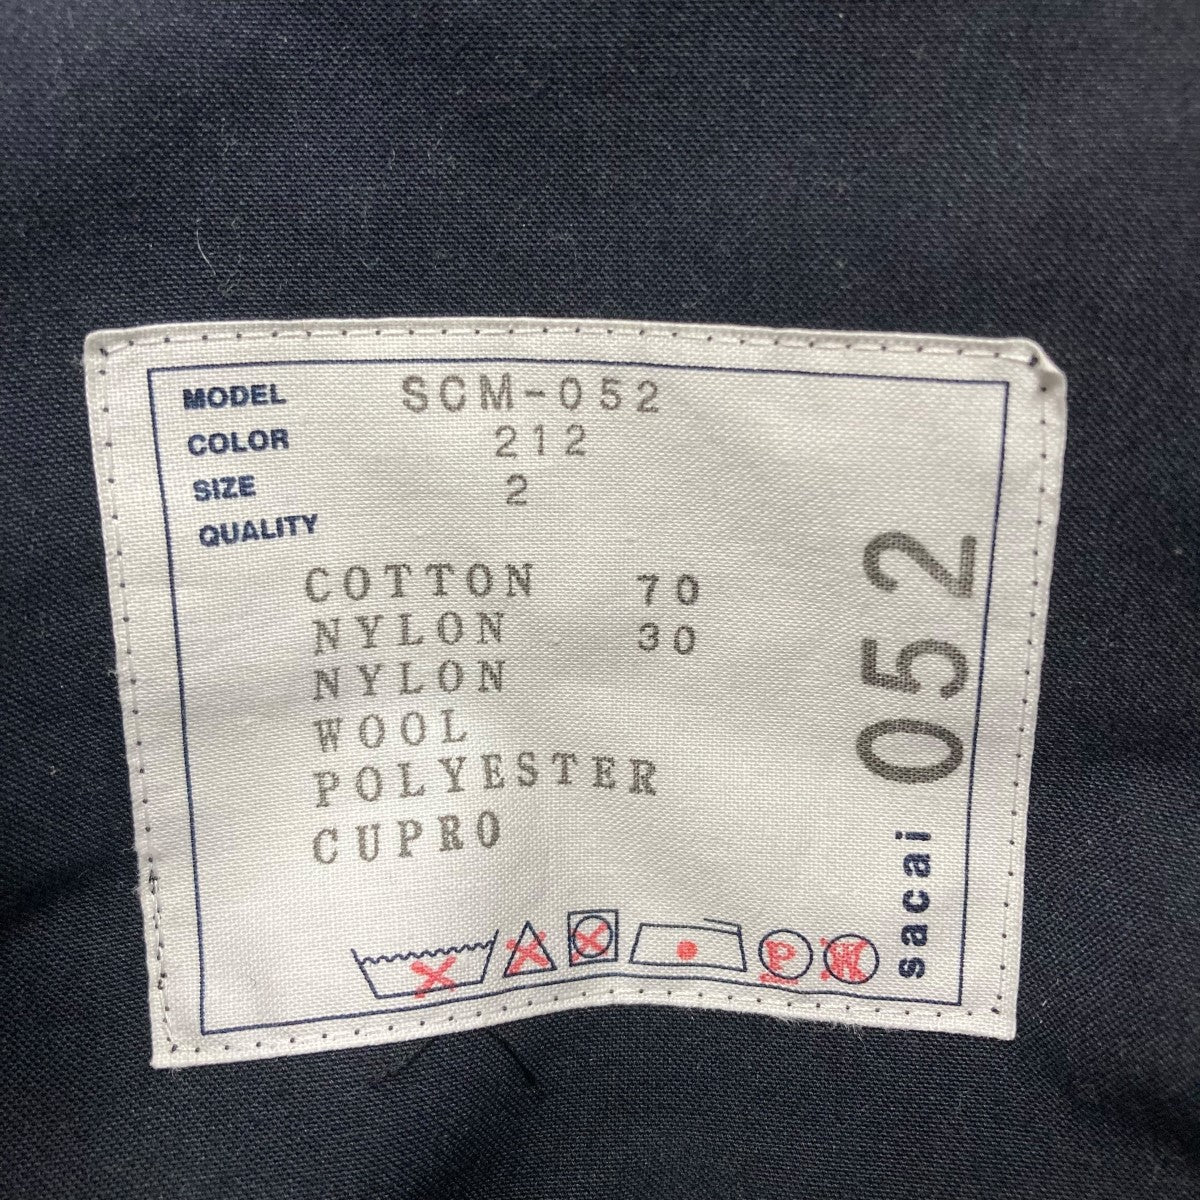 MODEL SCM-052
COLOR 212
SIZE 2
QUALITY
COTTON 70
NYLON 30
NYLON
WOOL
POLYESTER
CUPRO
P W
sacai 052